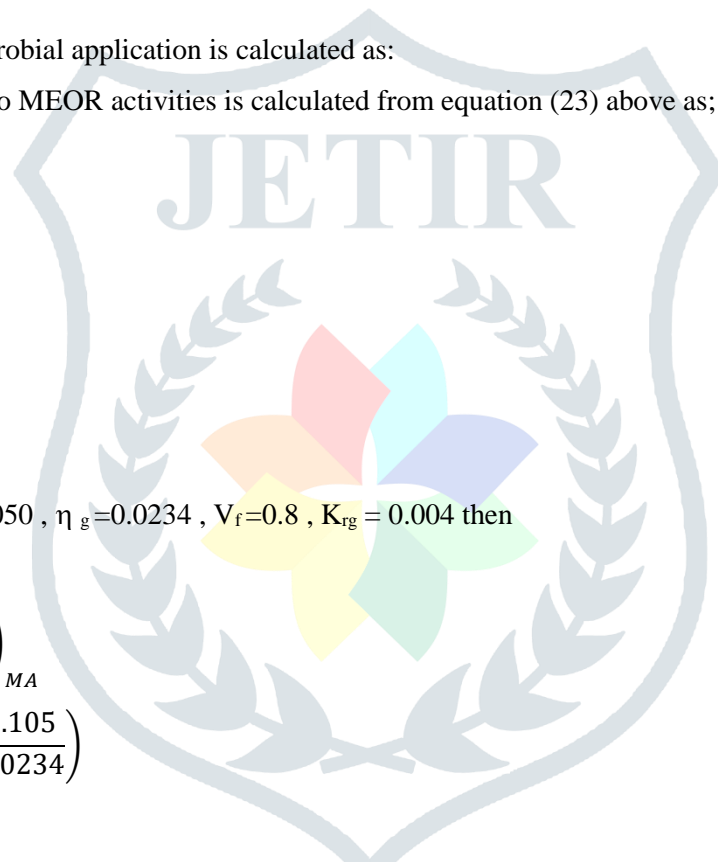 robial application is calculated as:
o MEOR activities is calculated from equation (23) above as;
JETIR
050 , η g =0.0234 , Vf =0.8 , Krg = 0.004 then
)
MA
.105
0234)